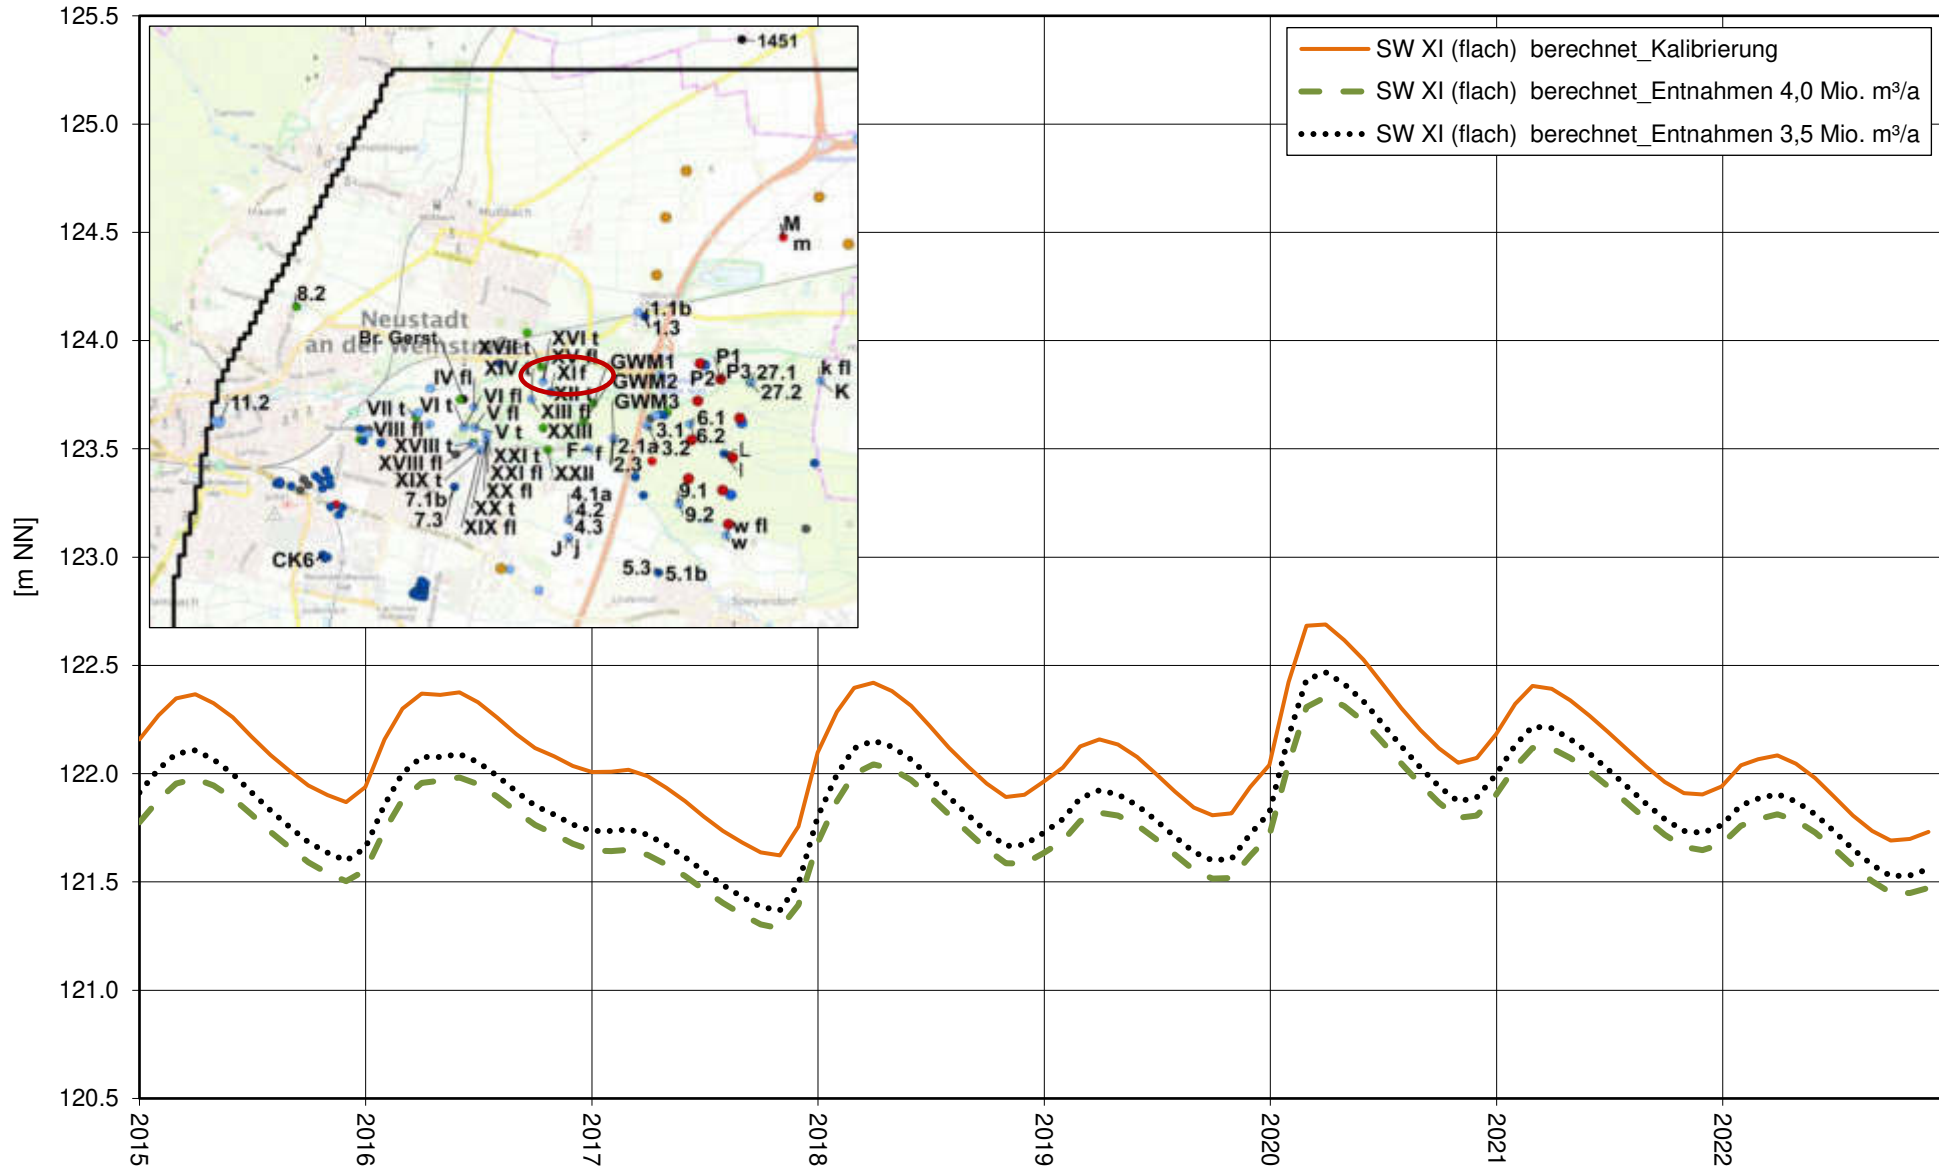 125.5
125.0
124.5
124.0
123.5
123.0
122.5
122.0
121.5
121.0
120.5
[m NN]
SW XI (flach) berechnet_Kalibrierung
SW XI (flach) berechnet_Entnahmen 4,0 Mio. m³/a
SW XI (flach) berechnet_Entnahmen 3,5 Mio. m³/a
1451
M
m
8.2
Neustadt
an der Weinstraße
Br. Gerst
1.1b
1.3
XVI t
XVII t
XV fl
XIV
XI f
GWM1
P1
k fl
IV fl
XII
GWM2
P2
P3
27.1
27.2
K
11.2
VI fl
GWM3
VII t
VI t
V fl
XIII fl
6.1
VIII fl
V t
XXIII
3.1
6.2
XVIII t
F
f
2.1a
3.2
L
l
XVIII fl
XXI t
2.3
XIX t
XXI fl
XXII
7.1b
XX fl
4.1a
9.1
7.3
XX t
4.2
9.2
XIX fl
4.3
w fl
w
J
j
CK6
5.3
5.1b
Speyerdorf
2015
2016
2017
2018
2019
2020
2021
2022